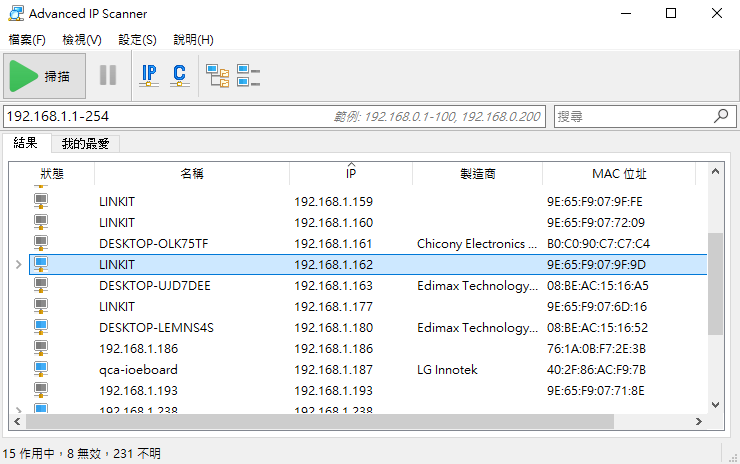 Advanced IP Scanner
檔案(F) 檢視(V) 設定(S) 說明(H)
掃描 IP C
192.168.1.1-254 範例: 192.168.0.1-100, 192.168.0.200 搜尋
結果 我的最愛
狀態 名稱 IP 製造商 MAC 位址
LINKIT 192.168.1.159 9E:65:F9:07:9F:FE
LINKIT 192.168.1.160 9E:65:F9:07:72:09
DESKTOP-OLK75TF 192.168.1.161 Chicony Electronics ... B0:C0:90:C7:C7:C4
LINKIT 192.168.1.162 9E:65:F9:07:9F:9D
DESKTOP-UJD7DEE 192.168.1.163 Edimax Technology... 08:BE:AC:15:16:A5
LINKIT 192.168.1.177 9E:65:F9:07:6D:16
DESKTOP-LEMNS4S 192.168.1.180 Edimax Technology... 08:BE:AC:15:16:52
192.168.1.186 192.168.1.186 76:1A:0B:F7:2E:3B
qca-ioeboard 192.168.1.187 LG Innotek 40:2F:86:AC:F9:7B
192.168.1.193 192.168.1.193 9E:65:F9:07:71:8E
192.168.1.238 192.168.1.238
15 作用中，8 無效，231 不明